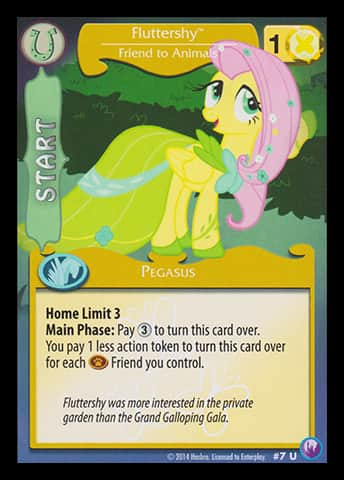 Fluttershy™
Friend to Animals
1
START
PEGASUS
Home Limit 3
Main Phase: Pay 3 to turn this card over.
You pay 1 less action token to turn this card over
for each Friend you control.
Fluttershy was more interested in the private
garden than the Grand Galloping Gala.
© 2014 Hasbro. Licensed to Enterplay. #7 U